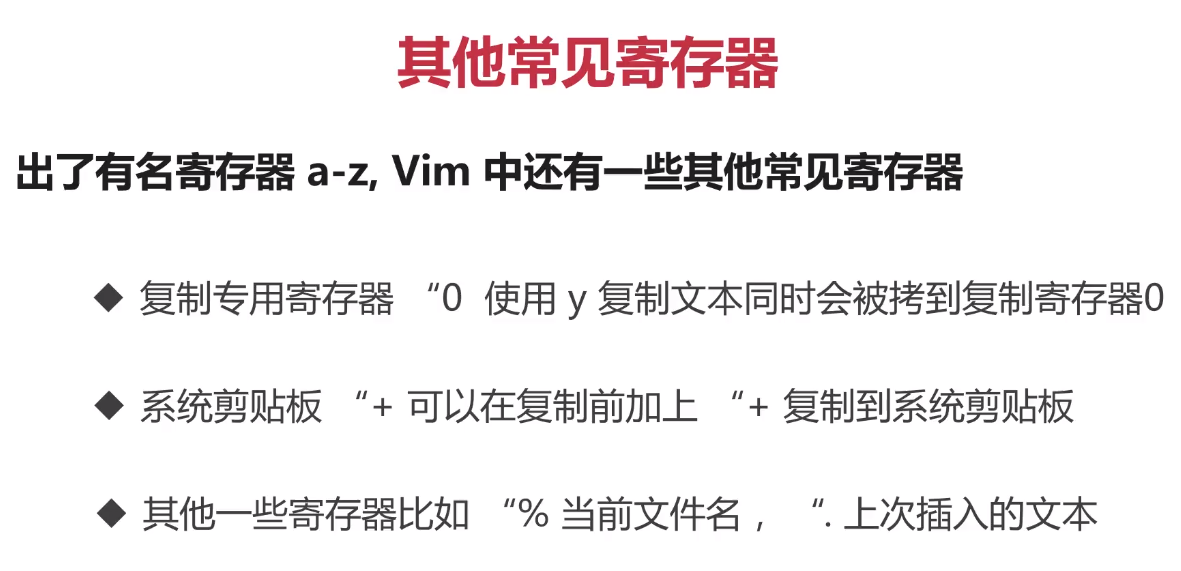 其他常见寄存器
出了有名寄存器 a-z, Vim 中还有一些其他常见寄存器
◆ 复制专用寄存器 “0 使用 y 复制文本同时会被拷到复制寄存器0
◆ 系统剪贴板 “+ 可以在复制前加上 “+ 复制到系统剪贴板
◆ 其他一些寄存器比如 “% 当前文件名， “. 上次插入的文本